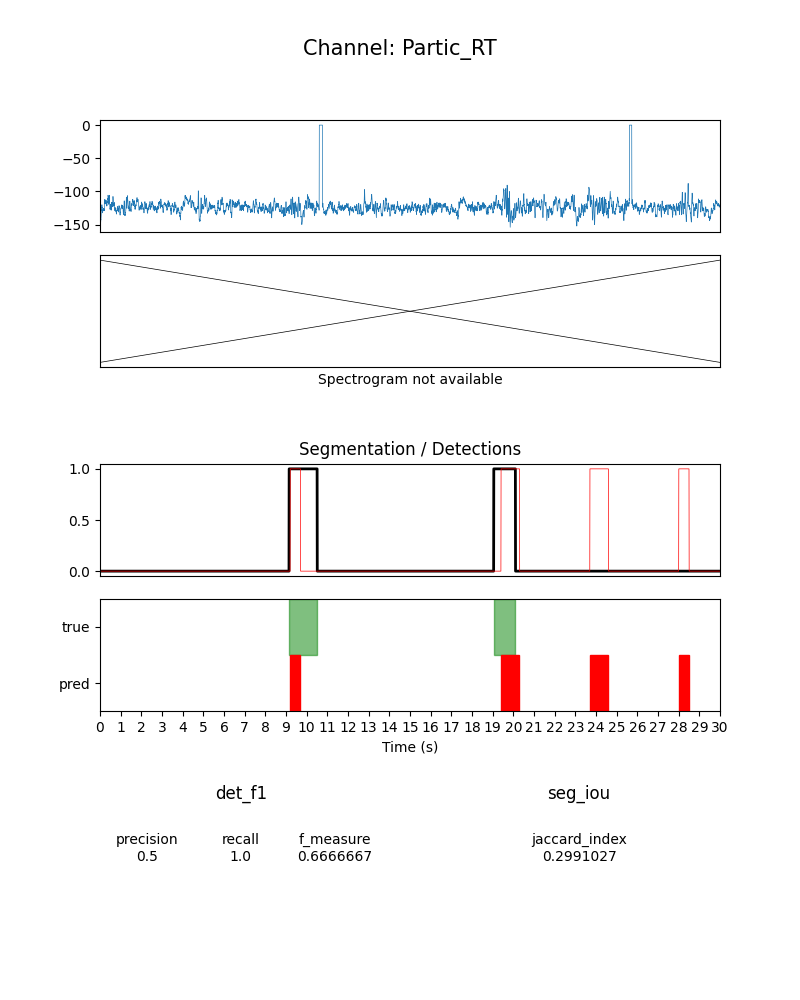 Channel: Partic_RT
0
−50
−100
−150
Spectrogram not available
Segmentation / Detections
1.0
0.5
0.0
true
pred
0 1 2 3 4 5 6 7 8 9 10 11 12 13 14 15 16 17 18 19 20 21 22 23 24 25 26 27 28 29 30
Time (s)
det_f1 seg_iou
precision recall f_measure jaccard_index
0.5 1.0 0.6666667 0.2991027